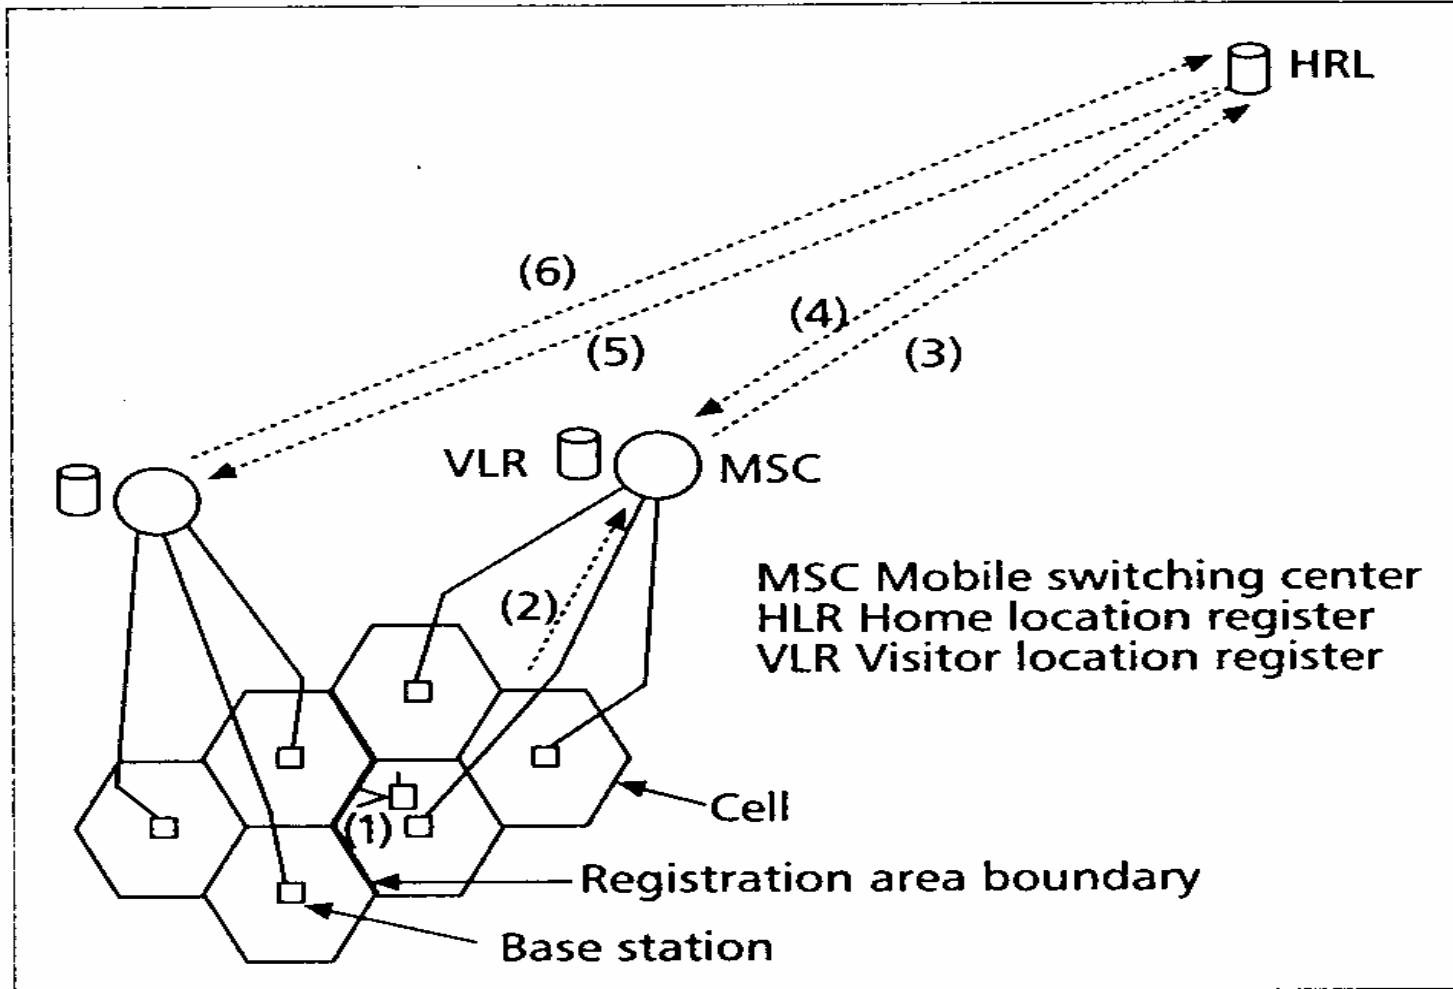 HRL
(6)
(4)
(5)
(3)
VLR
MSC
(2)
MSC Mobile switching center
HLR Home location register
VLR Visitor location register
(1)
Cell
Registration area boundary
Base station